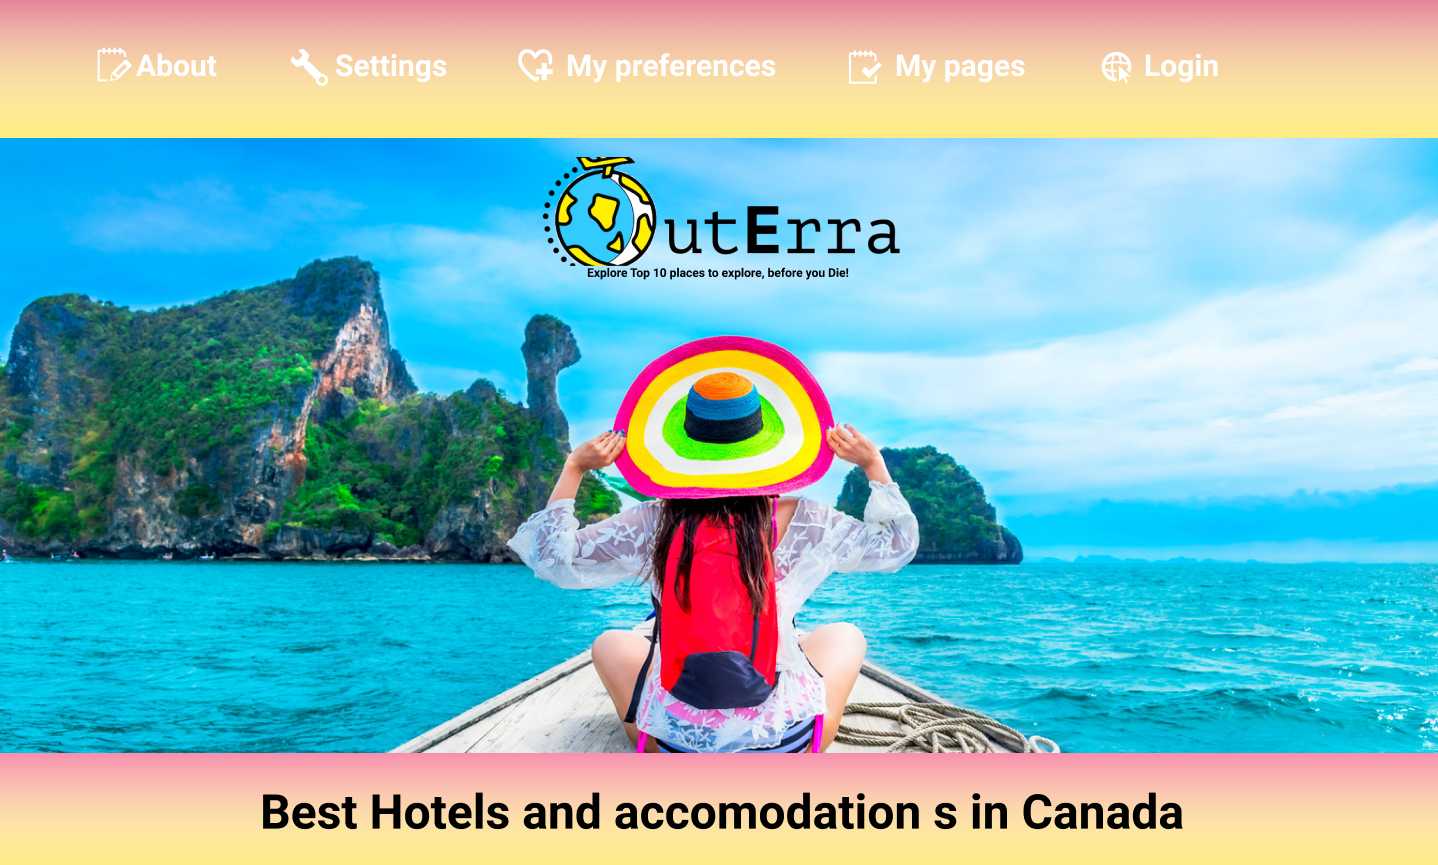 About Settings My preferences My pages Login
utErra
Explore Top 10 places to explore, before you Die!
Best Hotels and accomodation s in Canada